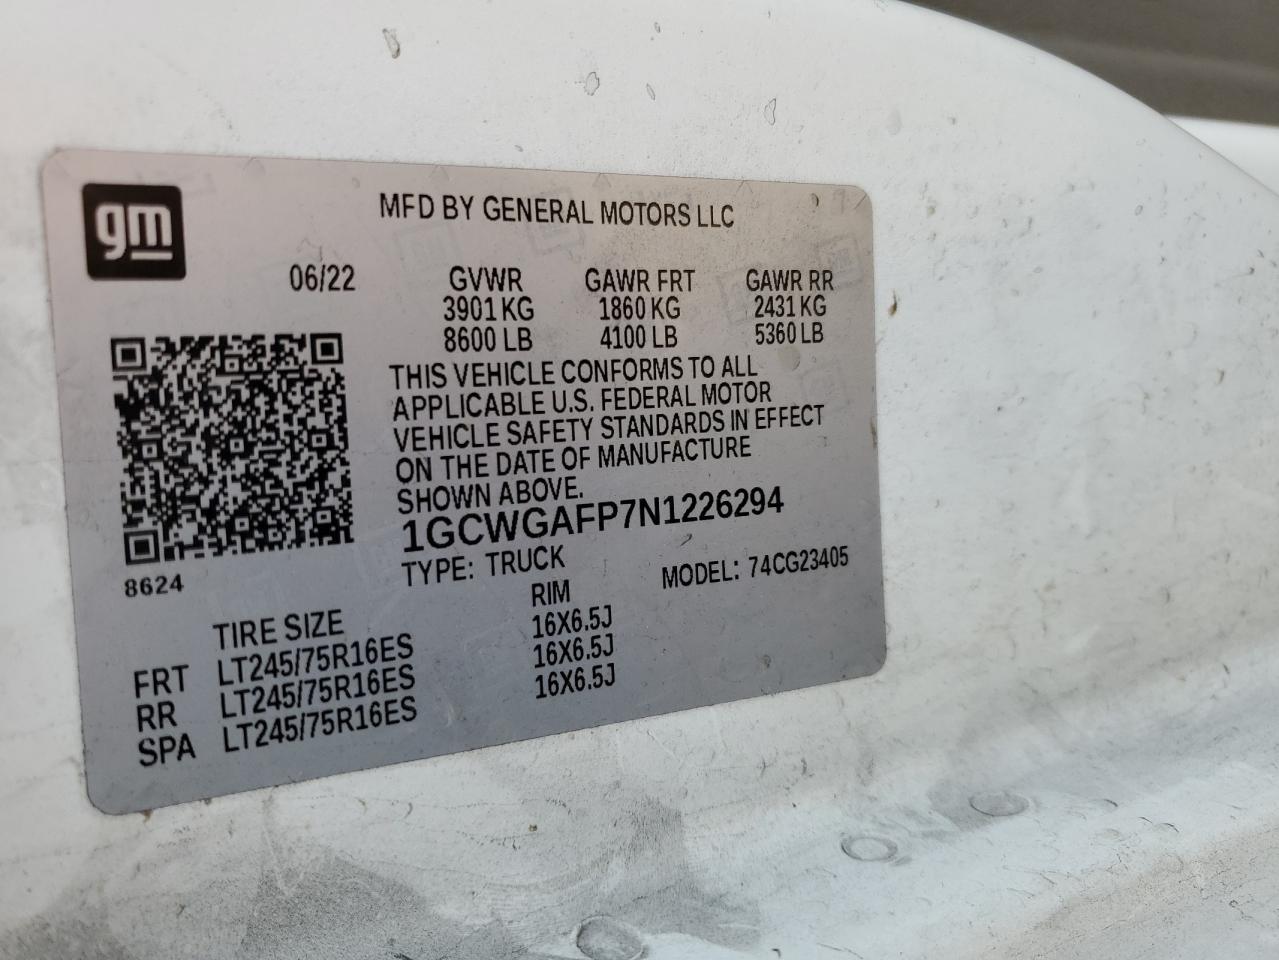 gm
MFD BY GENERAL MOTORS LLC
06/22 GVWR GAWR FRT GAWR RR
3901 KG 1860 KG 2431 KG
8600 LB 4100 LB 5360 LB
THIS VEHICLE CONFORMS TO ALL
APPLICABLE U.S. FEDERAL MOTOR
VEHICLE SAFETY STANDARDS IN EFFECT
ON THE DATE OF MANUFACTURE
SHOWN ABOVE.
1GCWGAFP7N1226294
8624
TYPE: TRUCK MODEL: 74CG23405
TIRE SIZE RIM
FRT LT245/75R16ES 16X6.5J
RR LT245/75R16ES 16X6.5J
SPA LT245/75R16ES 16X6.5J